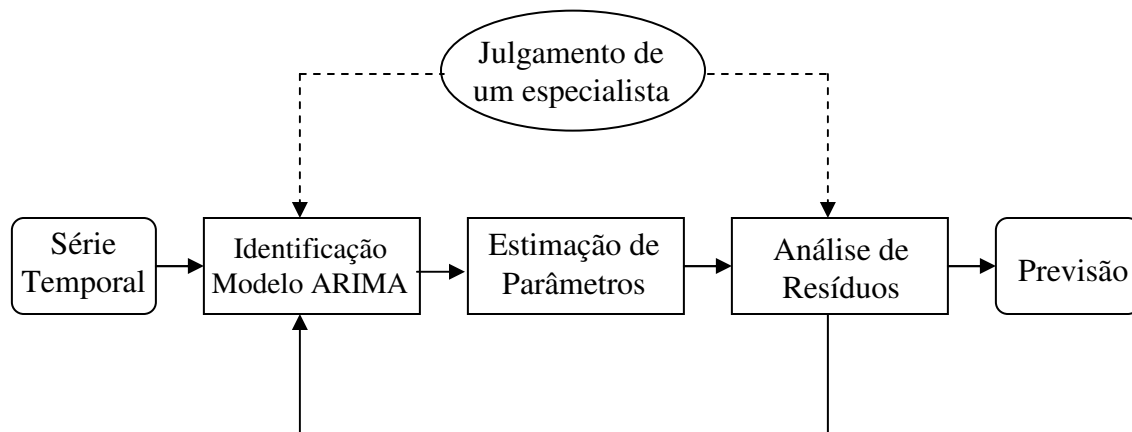 Julgamento de
um especialista
Série
Temporal
Identificação
Modelo ARIMA
Estimação de
Parâmetros
Análise de
Resíduos
Previsão